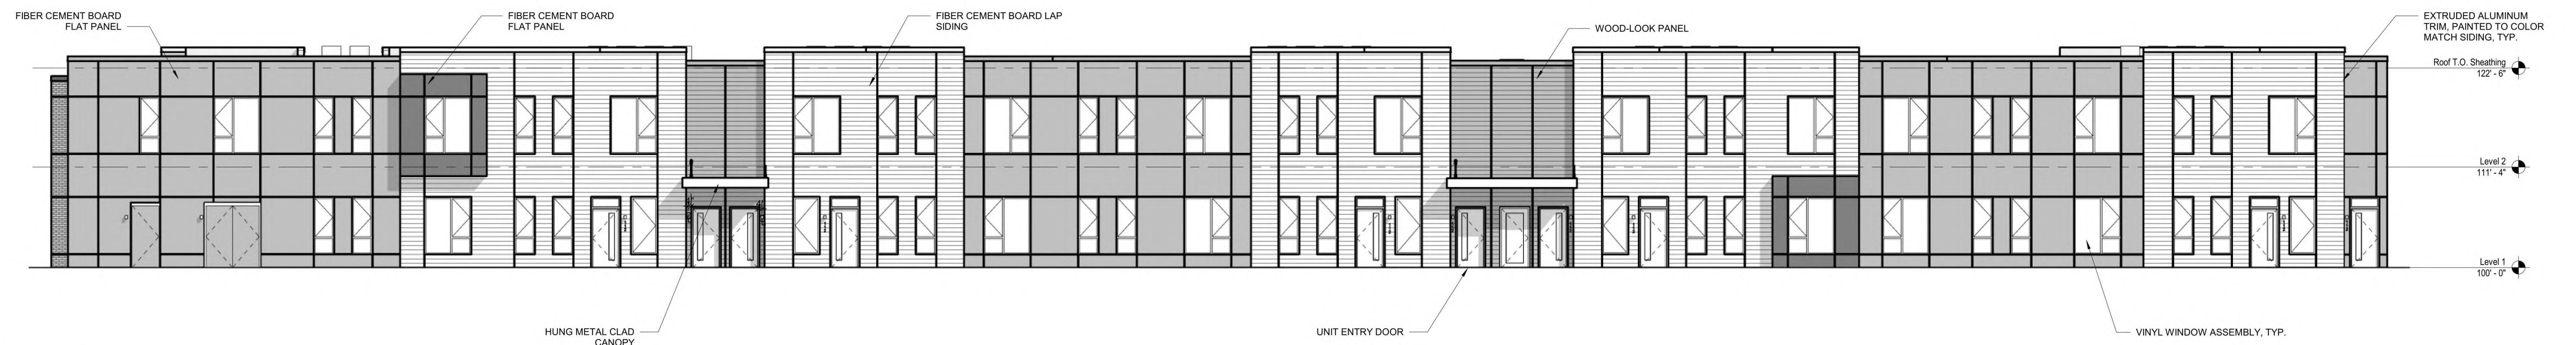 FIBER CEMENT BOARD
FLAT PANEL
FIBER CEMENT BOARD
FLAT PANEL
FIBER CEMENT BOARD LAP
SIDING
WOOD-LOOK PANEL
EXTRUDED ALUMINUM
TRIM, PAINTED TO COLOR
MATCH SIDING, TYP.
Roof T.O. Sheathing
122' - 6"
Level 2
111' - 4"
Level 1
100' - 0"
HUNG METAL CLAD
CANOPY
UNIT ENTRY DOOR
VINYL WINDOW ASSEMBLY, TYP.